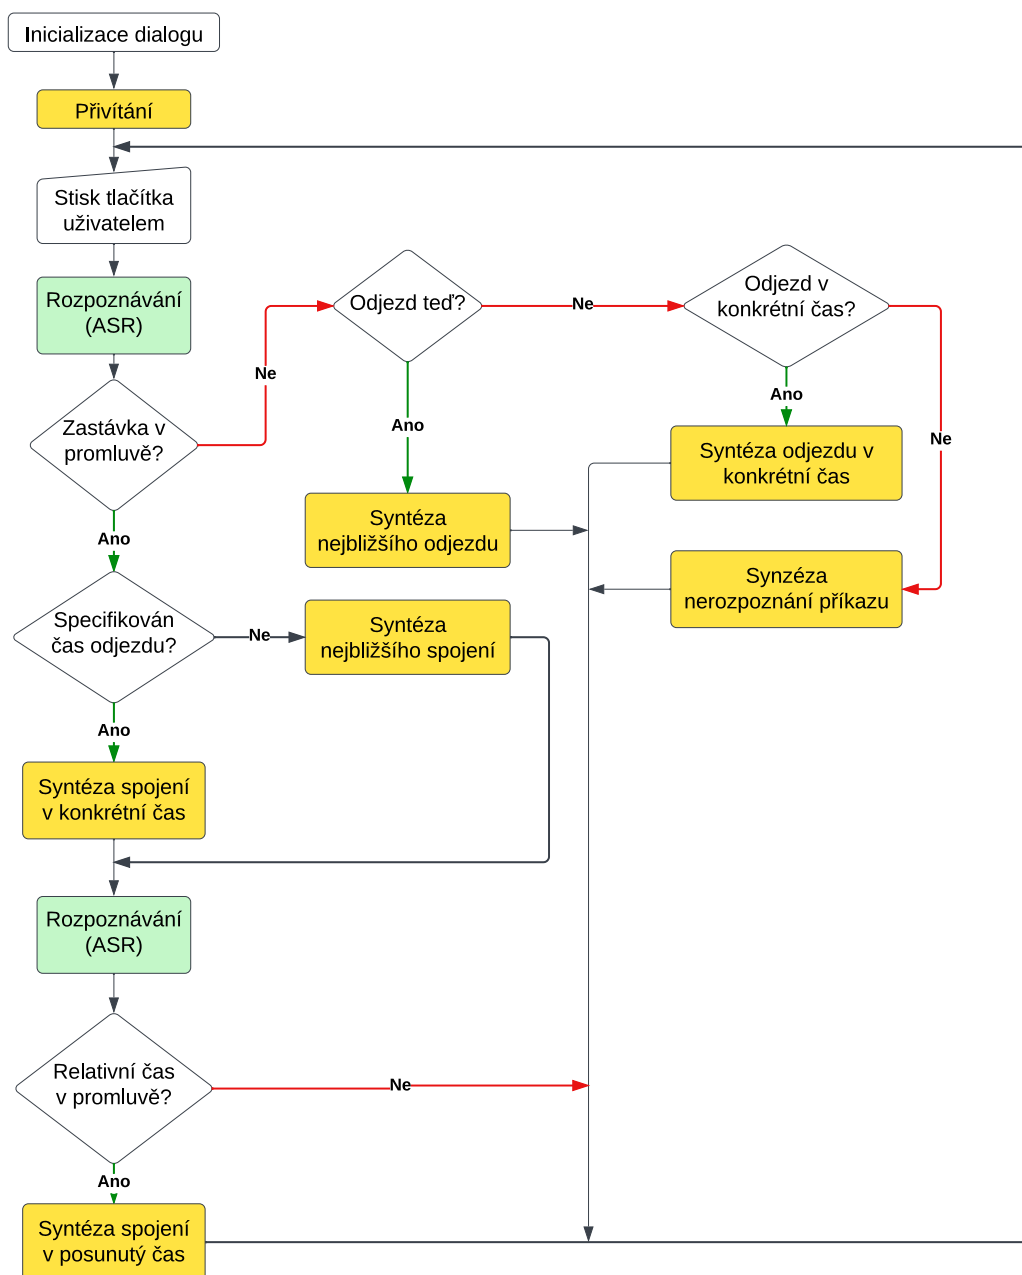 Inicializace dialogu
Přivítání
Stisk tlačítka
uživatelem
Rozpoznávání
(ASR)
Odjezd teď?
Ne
Odjezd v
konkrétní čas?
Ne
Ano
Ano
Ne
Zastávka v
promluvě?
Syntéza odjezdu v
konkrétní čas
Syntéza
nejbližšího odjezdu
Ano
Synzéza
nerozpoznání příkazu
Specifikován
čas odjezdu?
Ne
Syntéza
nejbližšího spojení
Ano
Syntéza spojení
v konkrétní čas
Rozpoznávání
(ASR)
Relativní čas
v promluvě?
Ne
Ano
Syntéza spojení
v posunutý čas